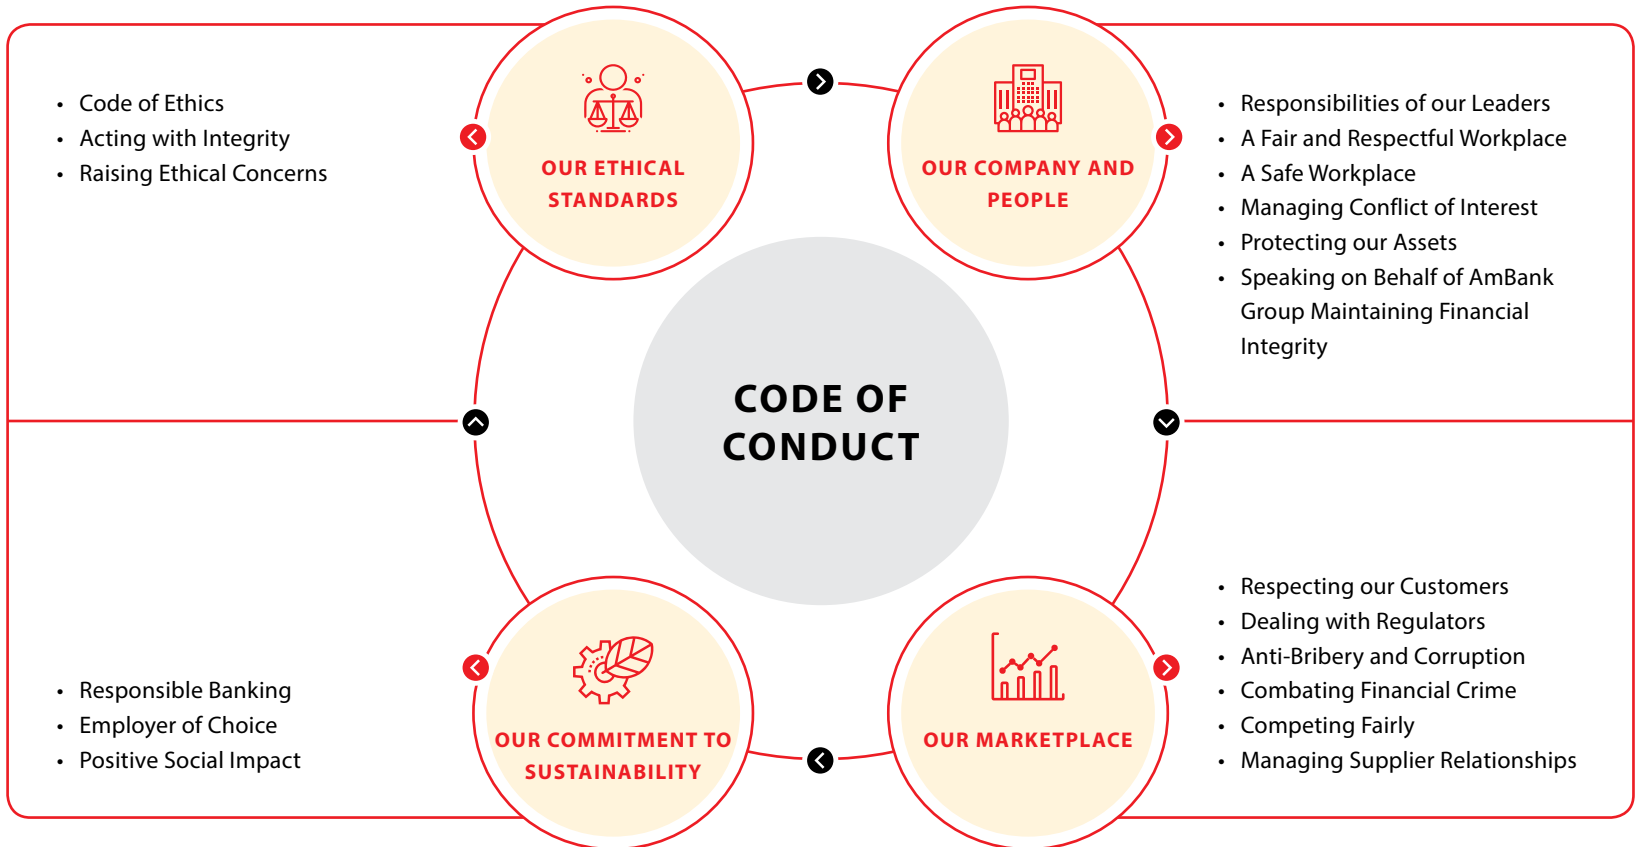 • Code of Ethics
• Acting with Integrity
• Raising Ethical Concerns
OUR ETHICAL
STANDARDS
OUR COMPANY AND
PEOPLE
• Responsibilities of our Leaders
• A Fair and Respectful Workplace
• A Safe Workplace
• Managing Conflict of Interest
• Protecting our Assets
• Speaking on Behalf of AmBank
Group Maintaining Financial
Integrity
CODE OF
CONDUCT
• Responsible Banking
• Employer of Choice
• Positive Social Impact
OUR COMMITMENT TO
SUSTAINABILITY
OUR MARKETPLACE
• Respecting our Customers
• Dealing with Regulators
• Anti-Bribery and Corruption
• Combating Financial Crime
• Competing Fairly
• Managing Supplier Relationships